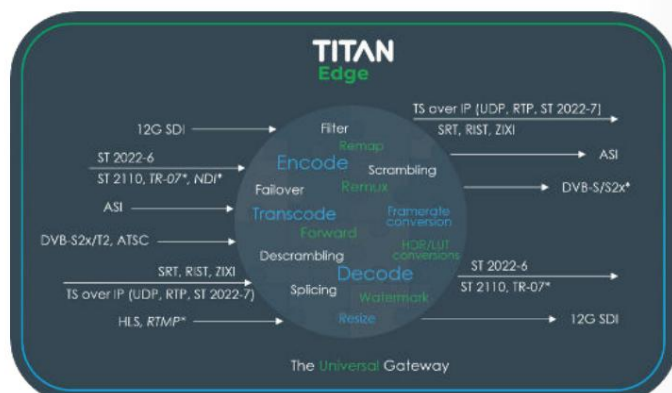 TITAN
Edge
12G SDI
ST 2022-6
ST 2110, TR-07*, NDI*
ASI
DVB-S2x/T2, ATSC
SRT, RIST, ZIXI
TS over IP (UDP, RTP, ST 2022-7)
HLS, RTMP*
Filter
Remap
Encode
Scrambling
Failover
Remux
Transcode
Framerate
conversion
Forward
HDR/LUT
conversions
Descrambling
Decode
Splicing
Watermark
Resize
TS over IP (UDP, RTP, ST 2022-7)
SRT, RIST, ZIXI
ASI
DVB-S/S2x*
ST 2022-6
ST 2110, TR-07*
12G SDI
The Universal Gateway